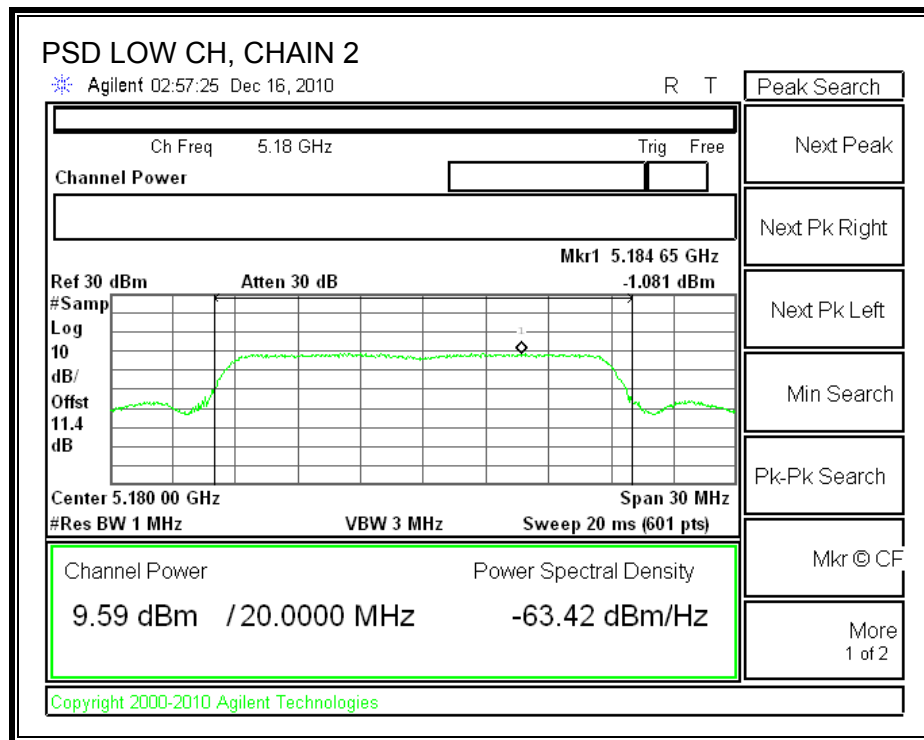 PSD LOW CH, CHAIN 2
Agilent 02:57:25 Dec 16, 2010 R T
Peak Search
Ch Freq 5.18 GHz Trig Free
Next Peak
Channel Power
Next Pk Right
Mkr1 5.184 65 GHz
Ref 30 dBm Atten 30 dB -1.081 dBm
#Samp
Log
10
dB/
Offst
11.4
dB
1
Next Pk Left
Min Search
Pk-Pk Search
Center 5.180 00 GHz Span 30 MHz
#Res BW 1 MHz VBW 3 MHz Sweep 20 ms (601 pts)
Mkr © CF
Channel Power Power Spectral Density
9.59 dBm / 20.0000 MHz -63.42 dBm/Hz
More
1 of 2
Copyright 2000-2010 Agilent Technologies